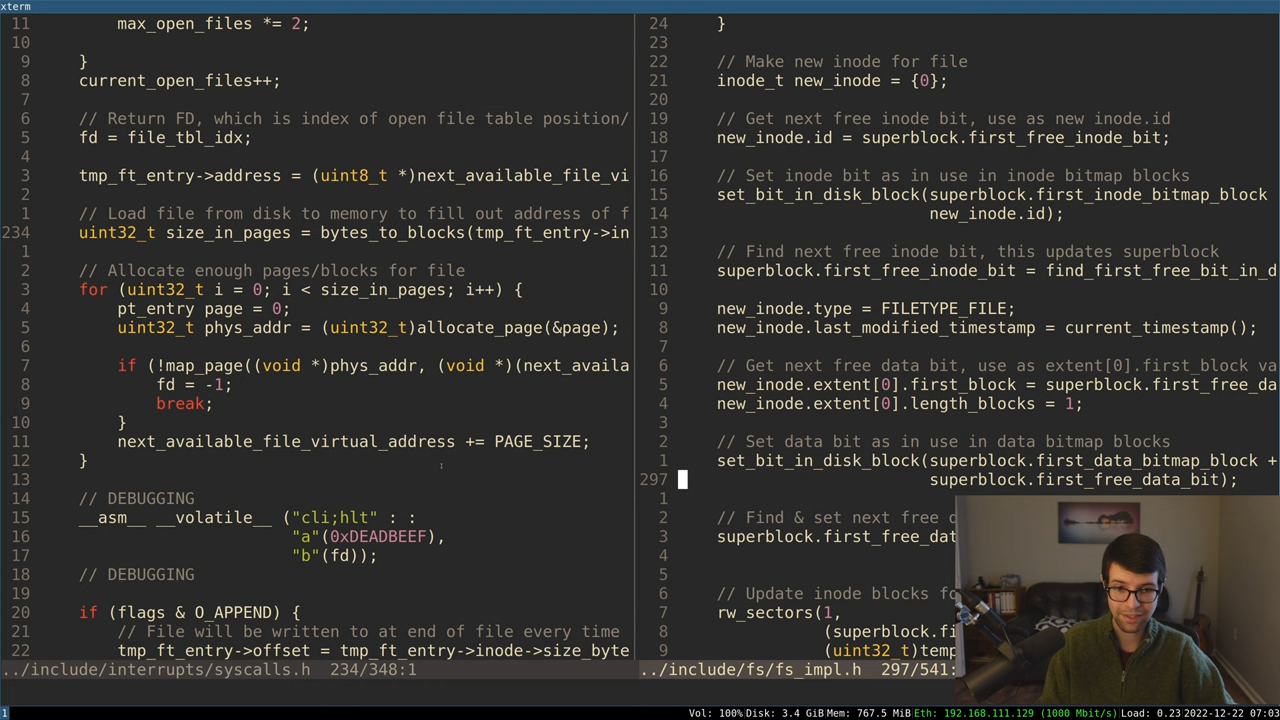 xterm
11 max_open_files *= 2;
10
9 }
8 current_open_files++;
7
6 // Return FD, which is index of open file table position/
5 fd = file_tbl_idx;
4
3 tmp_ft_entry->address = (uint8_t *)next_available_file_vi
2
1 // Load file from disk to memory to fill out address of f
234 uint32_t size_in_pages = bytes_to_blocks(tmp_ft_entry->in
1
2 // Allocate enough pages/blocks for file
3 for (uint32_t i = 0; i < size_in_pages; i++) {
4 pt_entry page = 0;
5 uint32_t phys_addr = (uint32_t)allocate_page(&page);
6
7 if (!map_page((void *)phys_addr, (void *)(next_availa
8 fd = -1;
9 break;
10 }
11 next_available_file_virtual_address += PAGE_SIZE;
12 }
13
14 // DEBUGGING
15 __asm__ __volatile__ ("cli;hlt" : :
16 "a"(0xDEADBEEF),
17 "b"(fd));
18 // DEBUGGING
19
20 if (flags & O_APPEND) {
21 // File will be written to at end of file every time
22 tmp_ft_entry->offset = tmp_ft_entry->inode->size_byte
../include/interrupts/syscalls.h 234/348:1
24 }
23
22 // Make new inode for file
21 inode_t new_inode = {0};
20
19 // Get next free inode bit, use as new inode.id
18 new_inode.id = superblock.first_free_inode_bit;
17
16 // Set inode bit as in use in inode bitmap blocks
15 set_bit_in_disk_block(superblock.first_inode_bitmap_block
14 new_inode.id);
13
12 // Find next free inode bit, this updates superblock
11 superblock.first_free_inode_bit = find_first_free_bit_in_d
10
9 new_inode.type = FILETYPE_FILE;
8 new_inode.last_modified_timestamp = current_timestamp();
7
6 // Get next free data bit, use as extent[0].first_block va
5 new_inode.extent[0].first_block = superblock.first_free_da
4 new_inode.extent[0].length_blocks = 1;
3
2 // Set data bit as in use in data bitmap blocks
1 set_bit_in_disk_block(superblock.first_data_bitmap_block +
297 superblock.first_free_data_bit);
1
2 // Find & set next free
3 superblock.first_free_dat
4
5
6 // Update inode blocks fo
7 rw_sectors(1,
8 (superblock.fi
9 (uint32_t)temp
../include/fs/fs_impl.h 297/541:
1 Vol: 100% Disk: 3.4 GiB Mem: 767.5 MiB Eth: 192.168.111.129 (1000 Mbit/s) Load: 0.23 2022-12-22 07:03